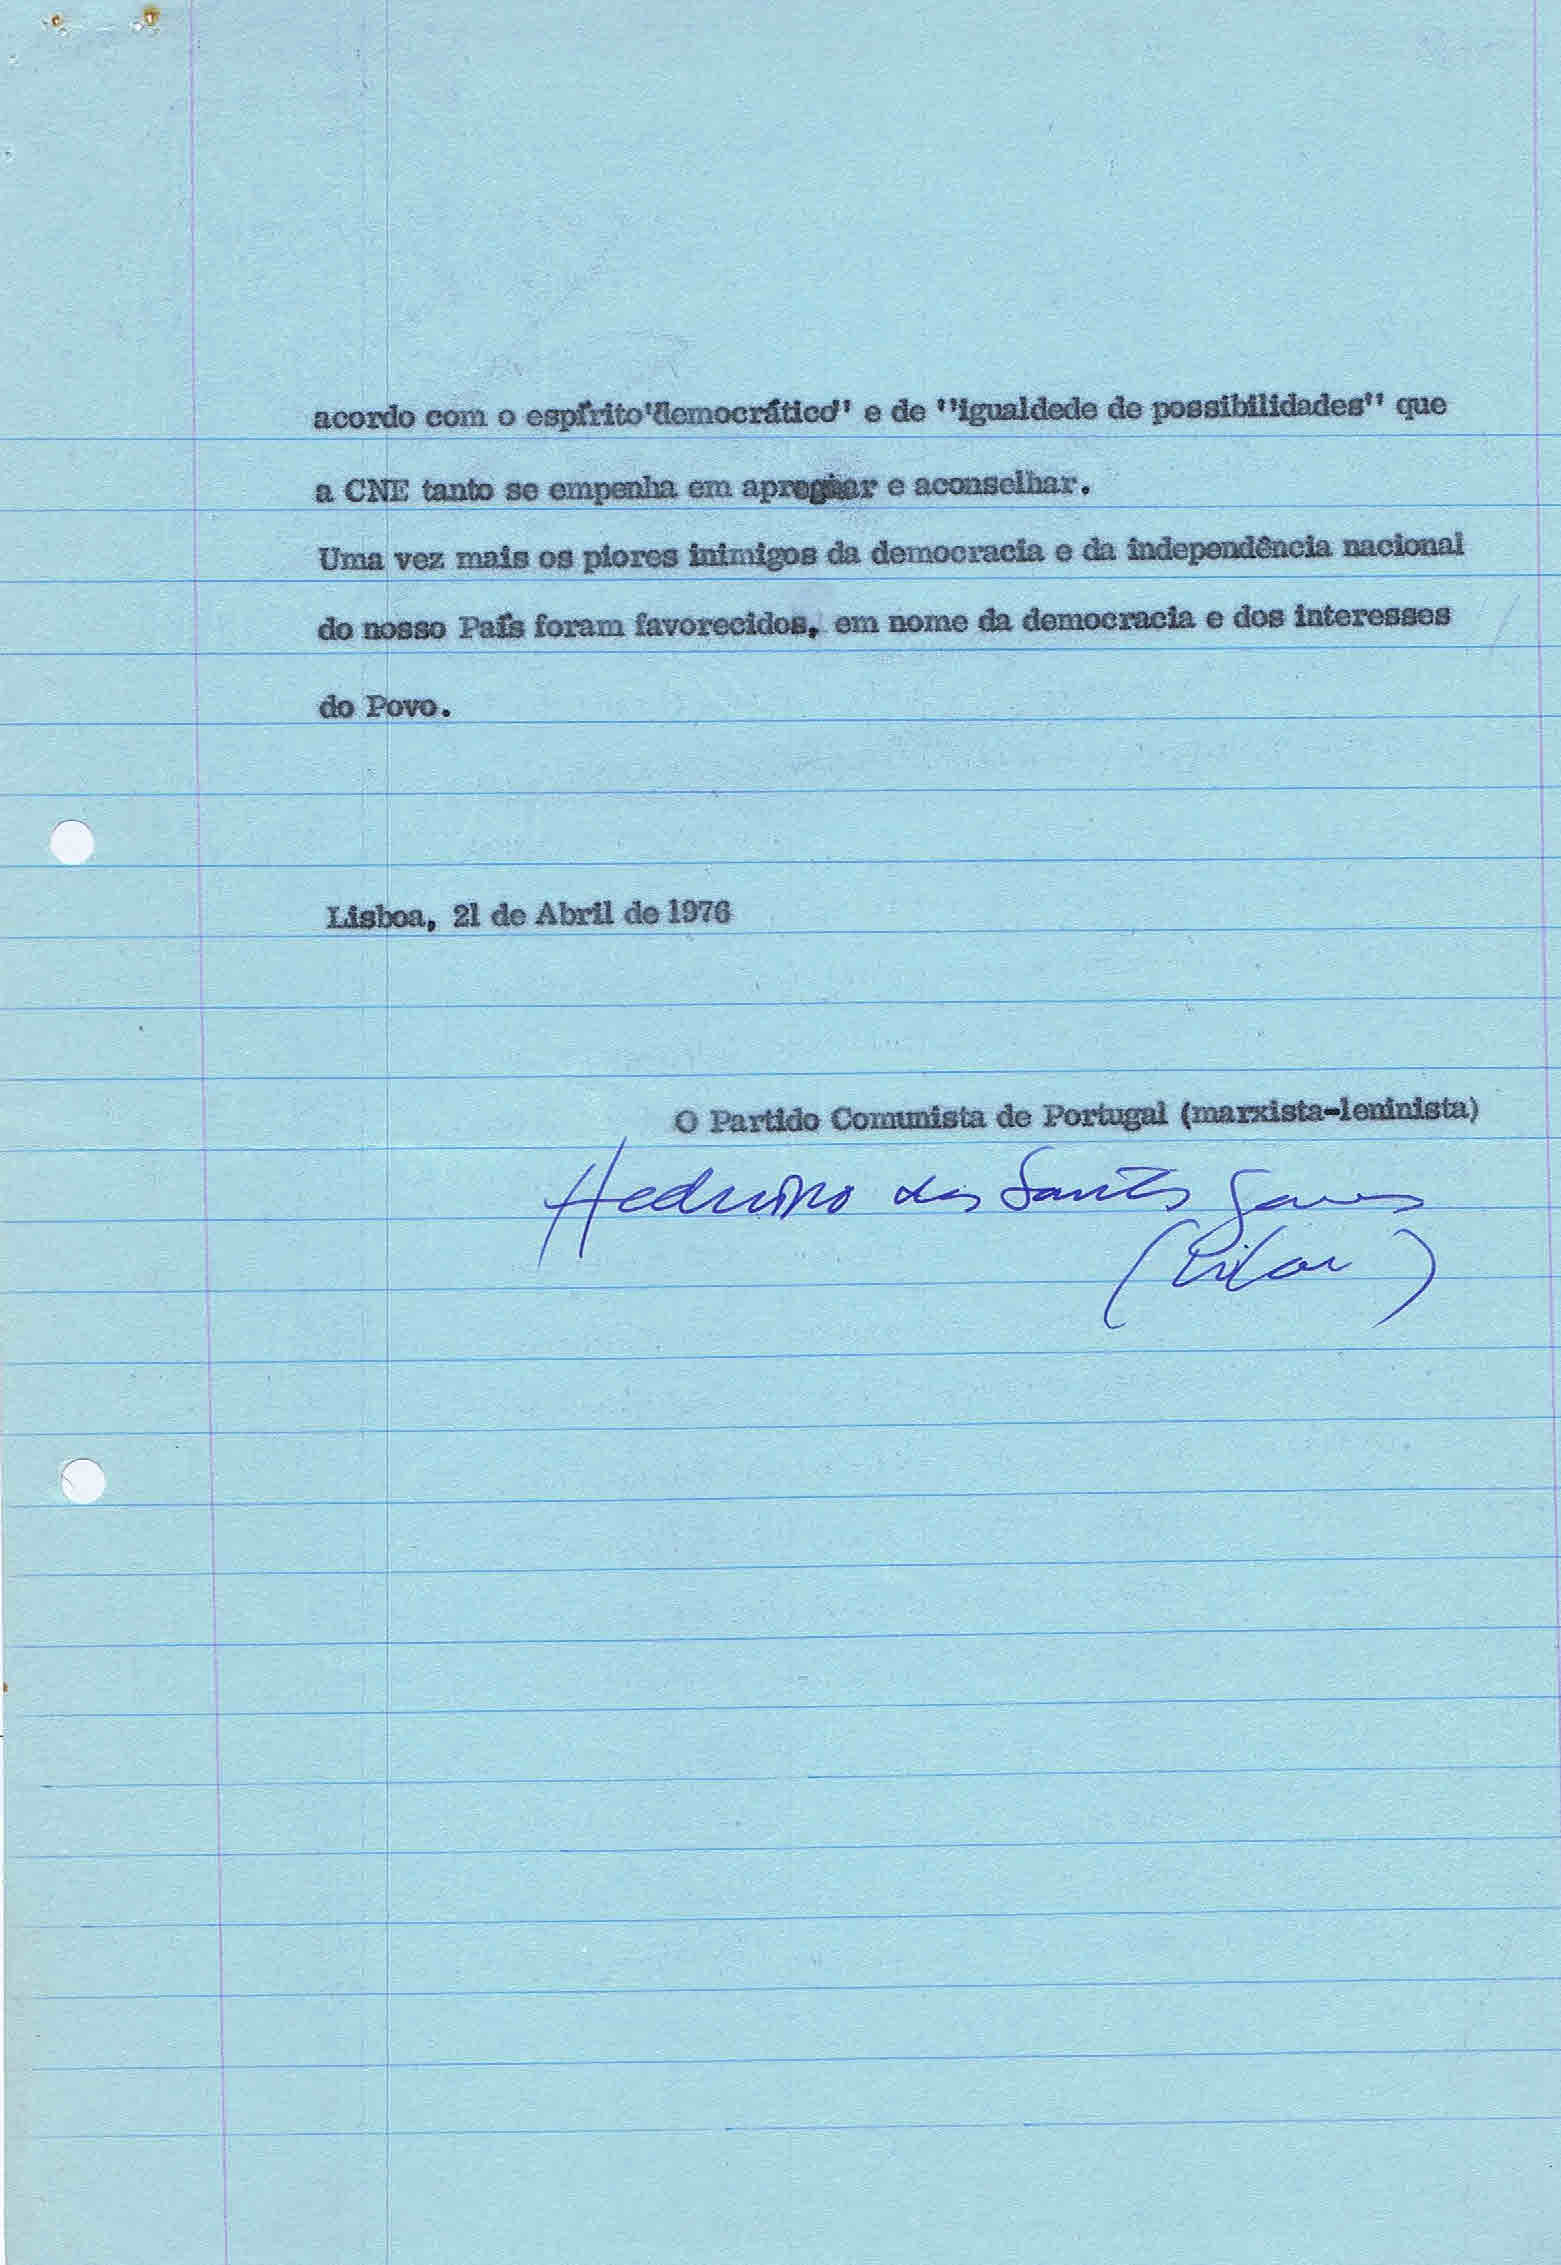 acordo com o espírito"democrático" e de "igualdede de possibilidades" que
a CNE tanto se empenha em apregoar e aconselhar.
Uma vez mais os piores inimigos da democracia e da independência nacional
do nosso País foram favorecidos, em nome da democracia e dos interesses
do Povo.
Lisboa, 21 de Abril de 1976
O Partido Comunista de Portugal (marxista-leninista)
Heduíno dos Santos Gomes
(Vilar)